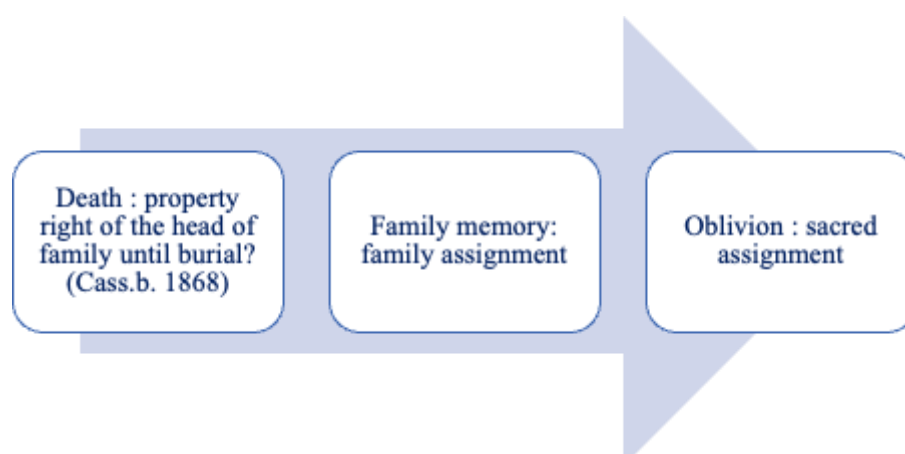 Death : property
right of the head of
family until burial?
(Cass.b. 1868)
Family memory:
family assignment
Oblivion : sacred
assignment